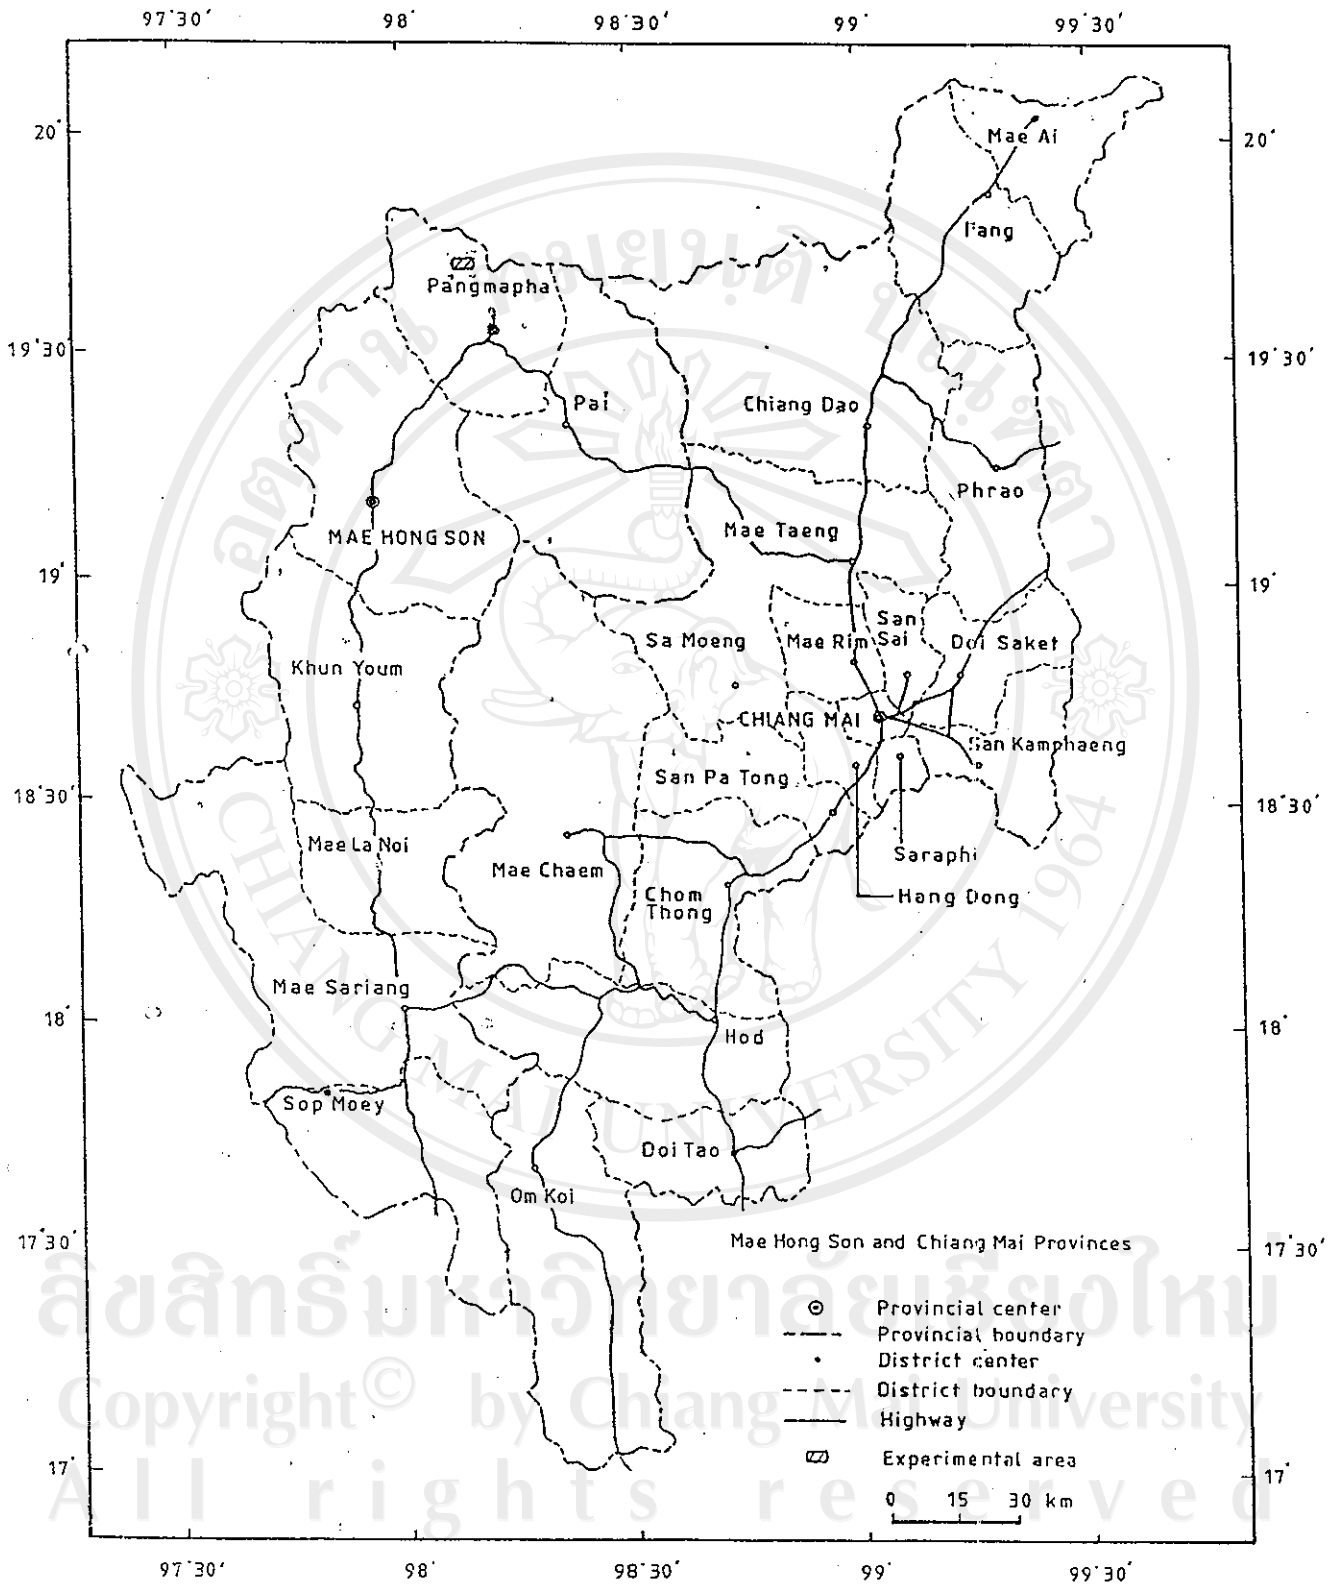 97°30′ 98° 98°30′ 99° 99°30′
20° 20°
Mae Ai
Fang
Pangmapha
19°30′ 19°30′
Pai Chiang Dao
Phrao
Mae Taeng
MAE HONG SON
19° 19°
San
Sai
Sa Moeng Mae Rim Doi Saket
Khun Youm
CHIANG MAI
San Kamphaeng
San Pa Tong
18°30′ 18°30′
Mae La Noi
Saraphi
Mae Chaem
Chom
Thong
Hang Dong
Mae Sariang
18° 18°
Hod
Sop Moey
Doi Tao
Om Koi
17°30′ 17°30′
Mae Hong Son and Chiang Mai Provinces
Provincial center
Provincial boundary
District center
District boundary
Highway
Experimental area
17° 17°
0 15 30 km
97°30′ 98° 98°30′ 99° 99°30′
CHIANG MAI UNIVERSITY 1964
ลิขสิทธิ์มหาวิทยาลัยเชียงใหม่
Copyright© by Chiang Mai University
All rights reserved